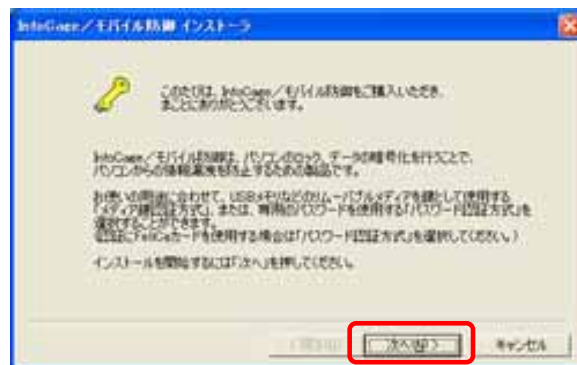 InfoCage／モバイル防御 インストーラ
このたびは、InfoCage／モバイル防御をご購入いただき、
まことにありがとうございます。
InfoCage／モバイル防御は、パソコンのロック、データの暗号化を行うことで、
パソコンからの情報漏洩を防止するための製品です。
お使いの用途に合わせて、USBメモリなどのリムーバブルメディアを鍵として使用する
「メディア鍵認証方式」、または、専用のパスワードを使用する「パスワード認証方式」を
選択することができます。
（認証にFeliCaカードを使用する場合は「パスワード認証方式」を選択してください。）
インストールを開始するには「次へ」を押してください。
次へ(N) >
キャンセル